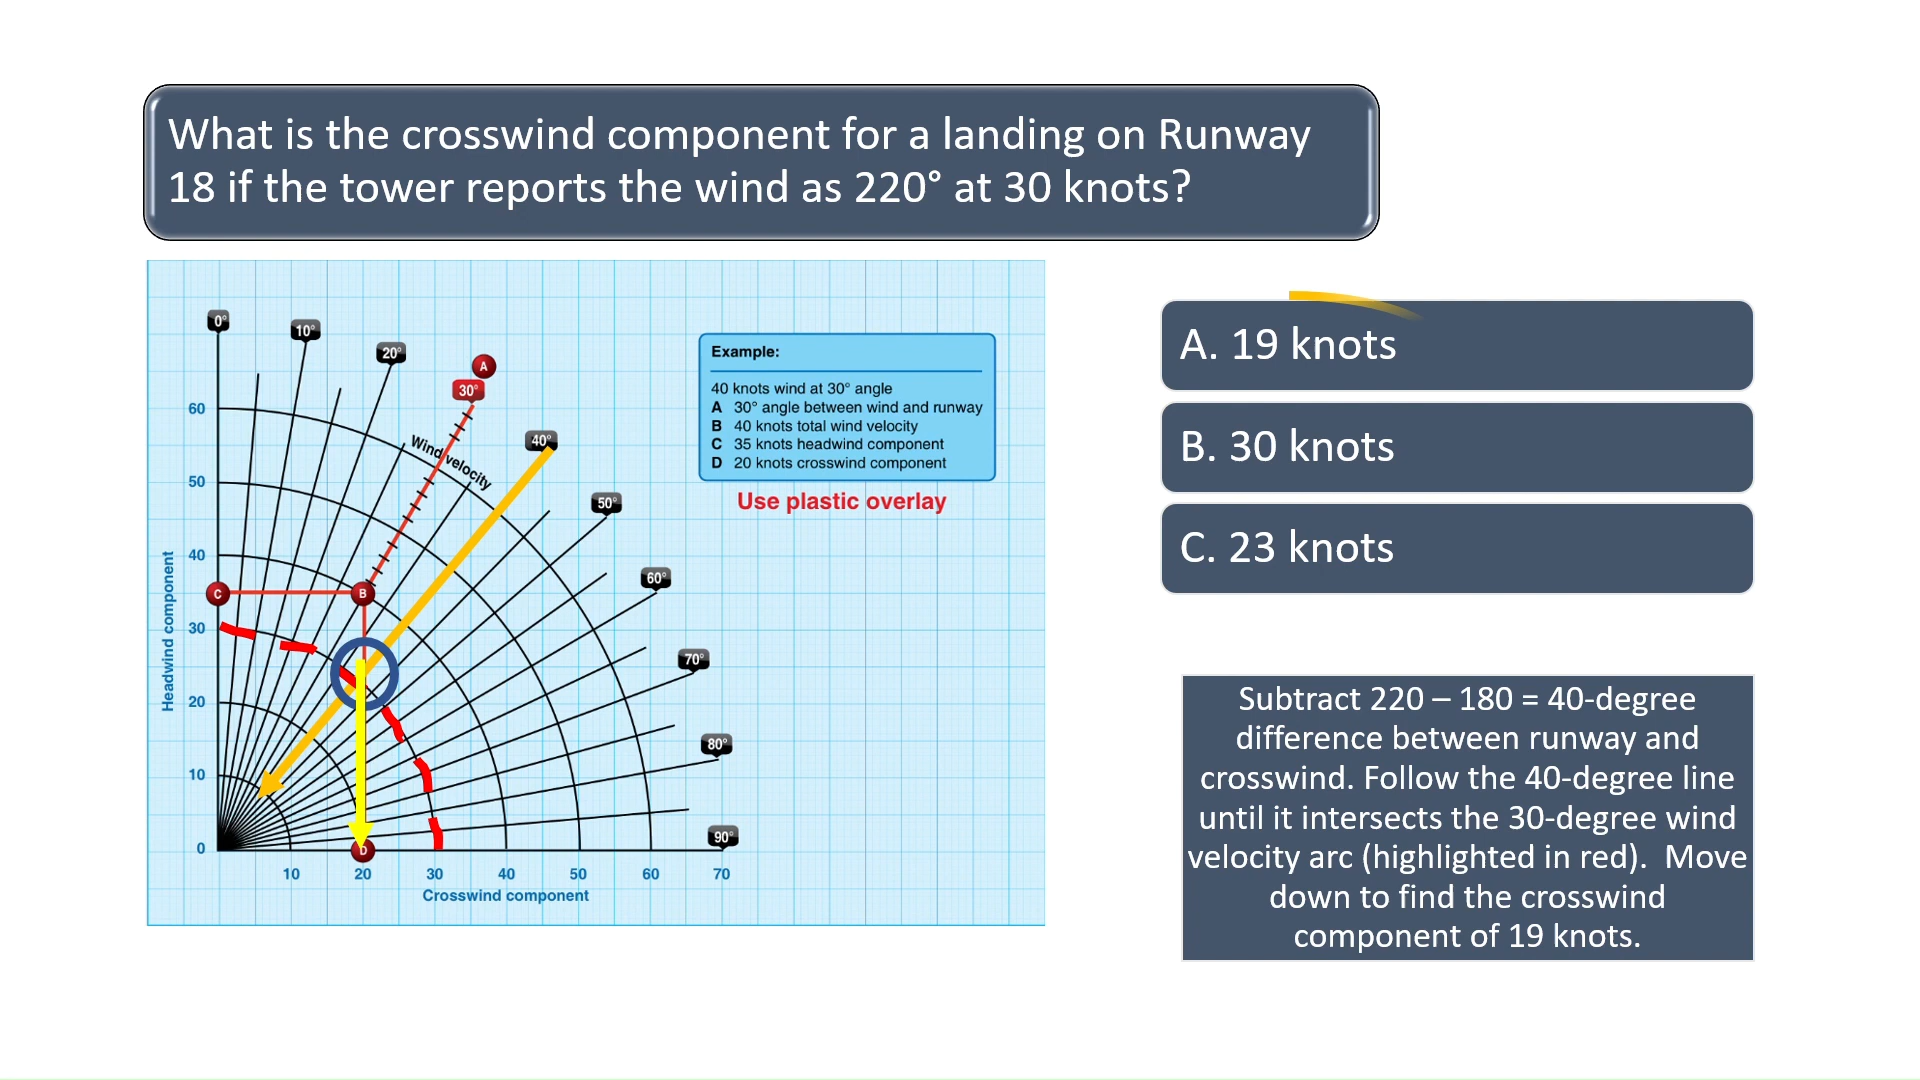 What is the crosswind component for a landing on Runway
18 if the tower reports the wind as 220° at 30 knots?
0°
10°
20°
A
30°
40°
50°
60°
70°
80°
90°
Wind velocity
Example:
40 knots wind at 30° angle
A 30° angle between wind and runway
B 40 knots total wind velocity
C 35 knots headwind component
D 20 knots crosswind component
Use plastic overlay
60
50
40
30
20
10
0
Headwind component
C
B
D
10 20 30 40 50 60 70
Crosswind component
A. 19 knots
B. 30 knots
C. 23 knots
Subtract 220 – 180 = 40-degree
difference between runway and
crosswind. Follow the 40-degree line
until it intersects the 30-degree wind
velocity arc (highlighted in red).  Move
down to find the crosswind
component of 19 knots.